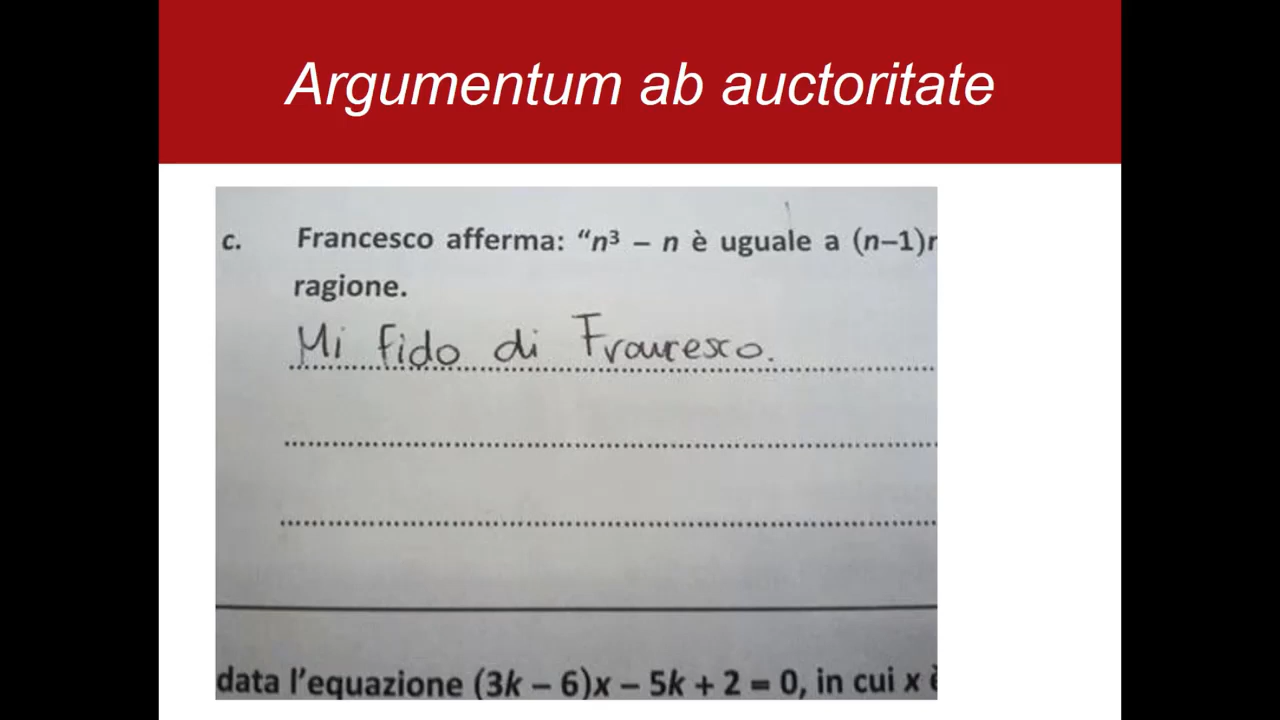 Argumentum ab auctoritate
c. Francesco afferma: “n³ – n è uguale a (n–1)
ragione.
Mi fido di Francesco.
data l’equazione (3k – 6)x – 5k + 2 = 0, in cui x è